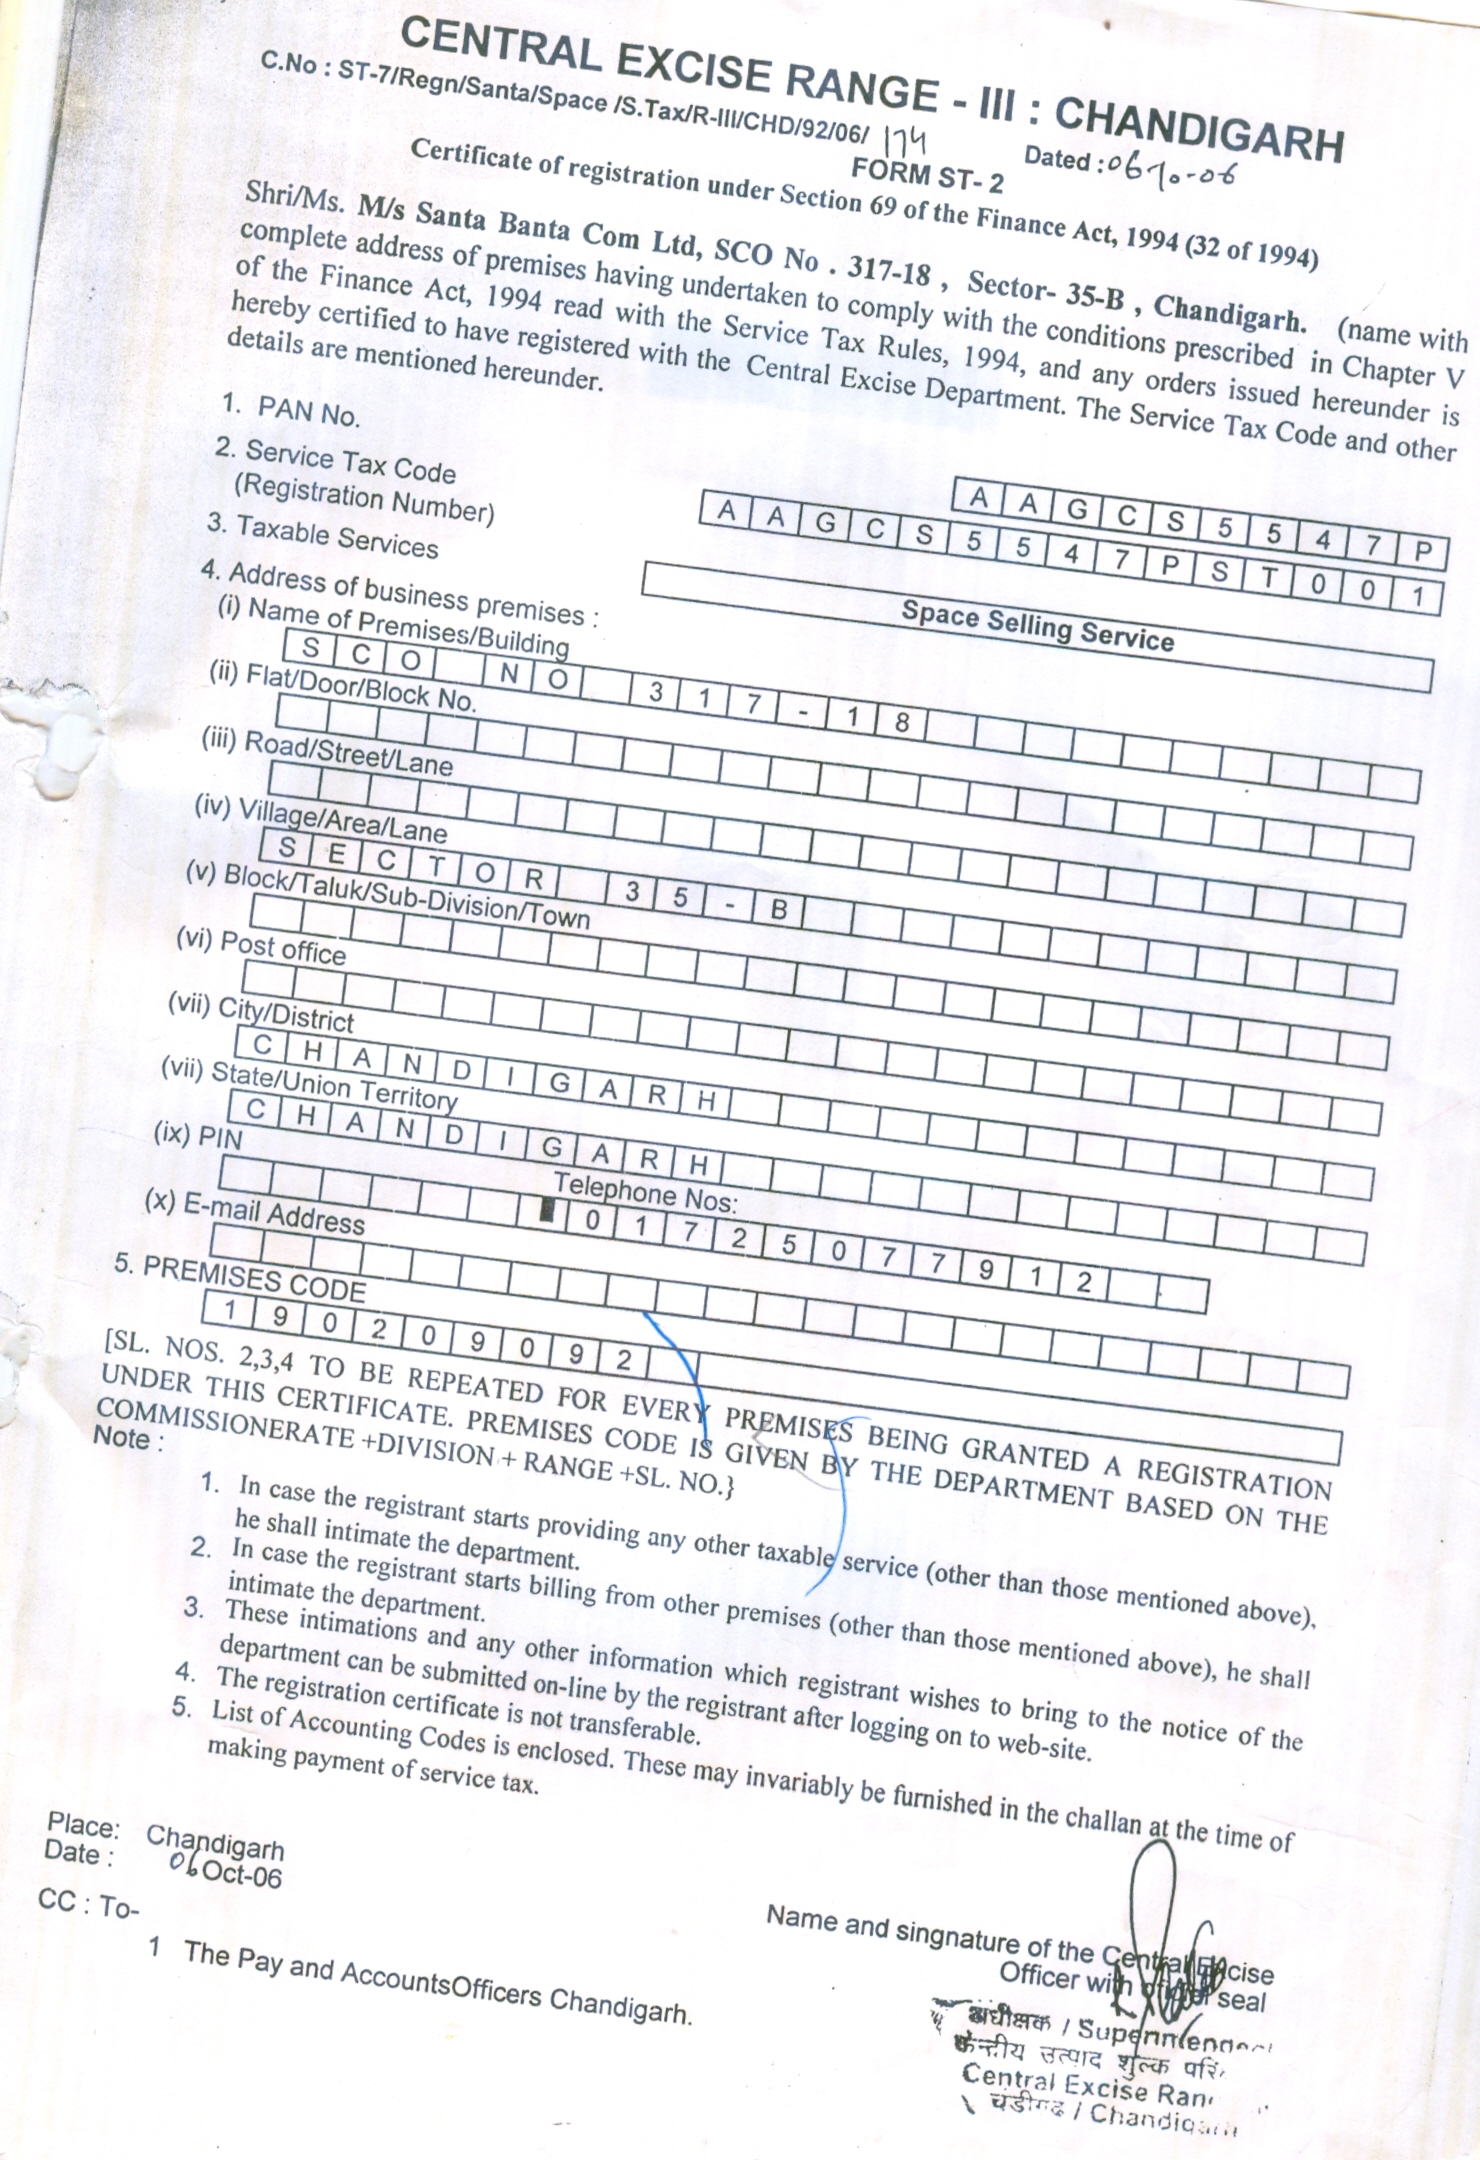 CENTRAL EXCISE RANGE - III : CHANDIGARH
C.No : ST-7/Regn/Santa/Space /S.Tax/R-III/CHD/92/06/ 174
Dated : 06-10-06
FORM ST- 2
Certificate of registration under Section 69 of the Finance Act, 1994 (32 of 1994)
Shri/Ms. M/s Santa Banta Com Ltd, SCO No . 317-18 , Sector- 35-B , Chandigarh. (name with
complete address of premises having undertaken to comply with the conditions prescribed in Chapter V
of the Finance Act, 1994 read with the Service Tax Rules, 1994, and any orders issued hereunder is
hereby certified to have registered with the Central Excise Department. The Service Tax Code and other
details are mentioned hereunder.
1. PAN No.
A A G C S 5 5 4 7 P
2. Service Tax Code
(Registration Number)
A A G C S 5 5 4 7 P S T 0 0 1
3. Taxable Services
Space Selling Service
4. Address of business premises :
(i) Name of Premises/Building
S C O N O 3 1 7 - 1 8
(ii) Flat/Door/Block No.
(iii) Road/Street/Lane
(iv) Village/Area/Lane
S E C T O R 3 5 - B
(v) Block/Taluk/Sub-Division/Town
(vi) Post office
(vii) City/District
C H A N D I G A R H
(vii) State/Union Territory
C H A N D I G A R H
(ix) PIN
Telephone Nos:
0 1 7 2 5 0 7 7 9 1 2
(x) E-mail Address
5. PREMISES CODE
1 9 0 2 0 9 0 9 2
[SL. NOS. 2,3,4 TO BE REPEATED FOR EVERY PREMISES BEING GRANTED A REGISTRATION
UNDER THIS CERTIFICATE. PREMISES CODE IS GIVEN BY THE DEPARTMENT BASED ON THE
COMMISSIONERATE +DIVISION + RANGE +SL. NO.}
Note :
1. In case the registrant starts providing any other taxable service (other than those mentioned above),
he shall intimate the department.
2. In case the registrant starts billing from other premises (other than those mentioned above), he shall
intimate the department.
3. These intimations and any other information which registrant wishes to bring to the notice of the
department can be submitted on-line by the registrant after logging on to web-site.
4. The registration certificate is not transferable.
5. List of Accounting Codes is enclosed. These may invariably be furnished in the challan at the time of
making payment of service tax.
Place: Chandigarh
Date : 06 Oct-06
CC : To-
1 The Pay and AccountsOfficers Chandigarh.
Name and singnature of the Central Excise
Officer with official seal
अधीक्षक /
केन्द्रीय उत्पाद शुल्क
Central Excise
चंडीगढ़ / Chandigarh